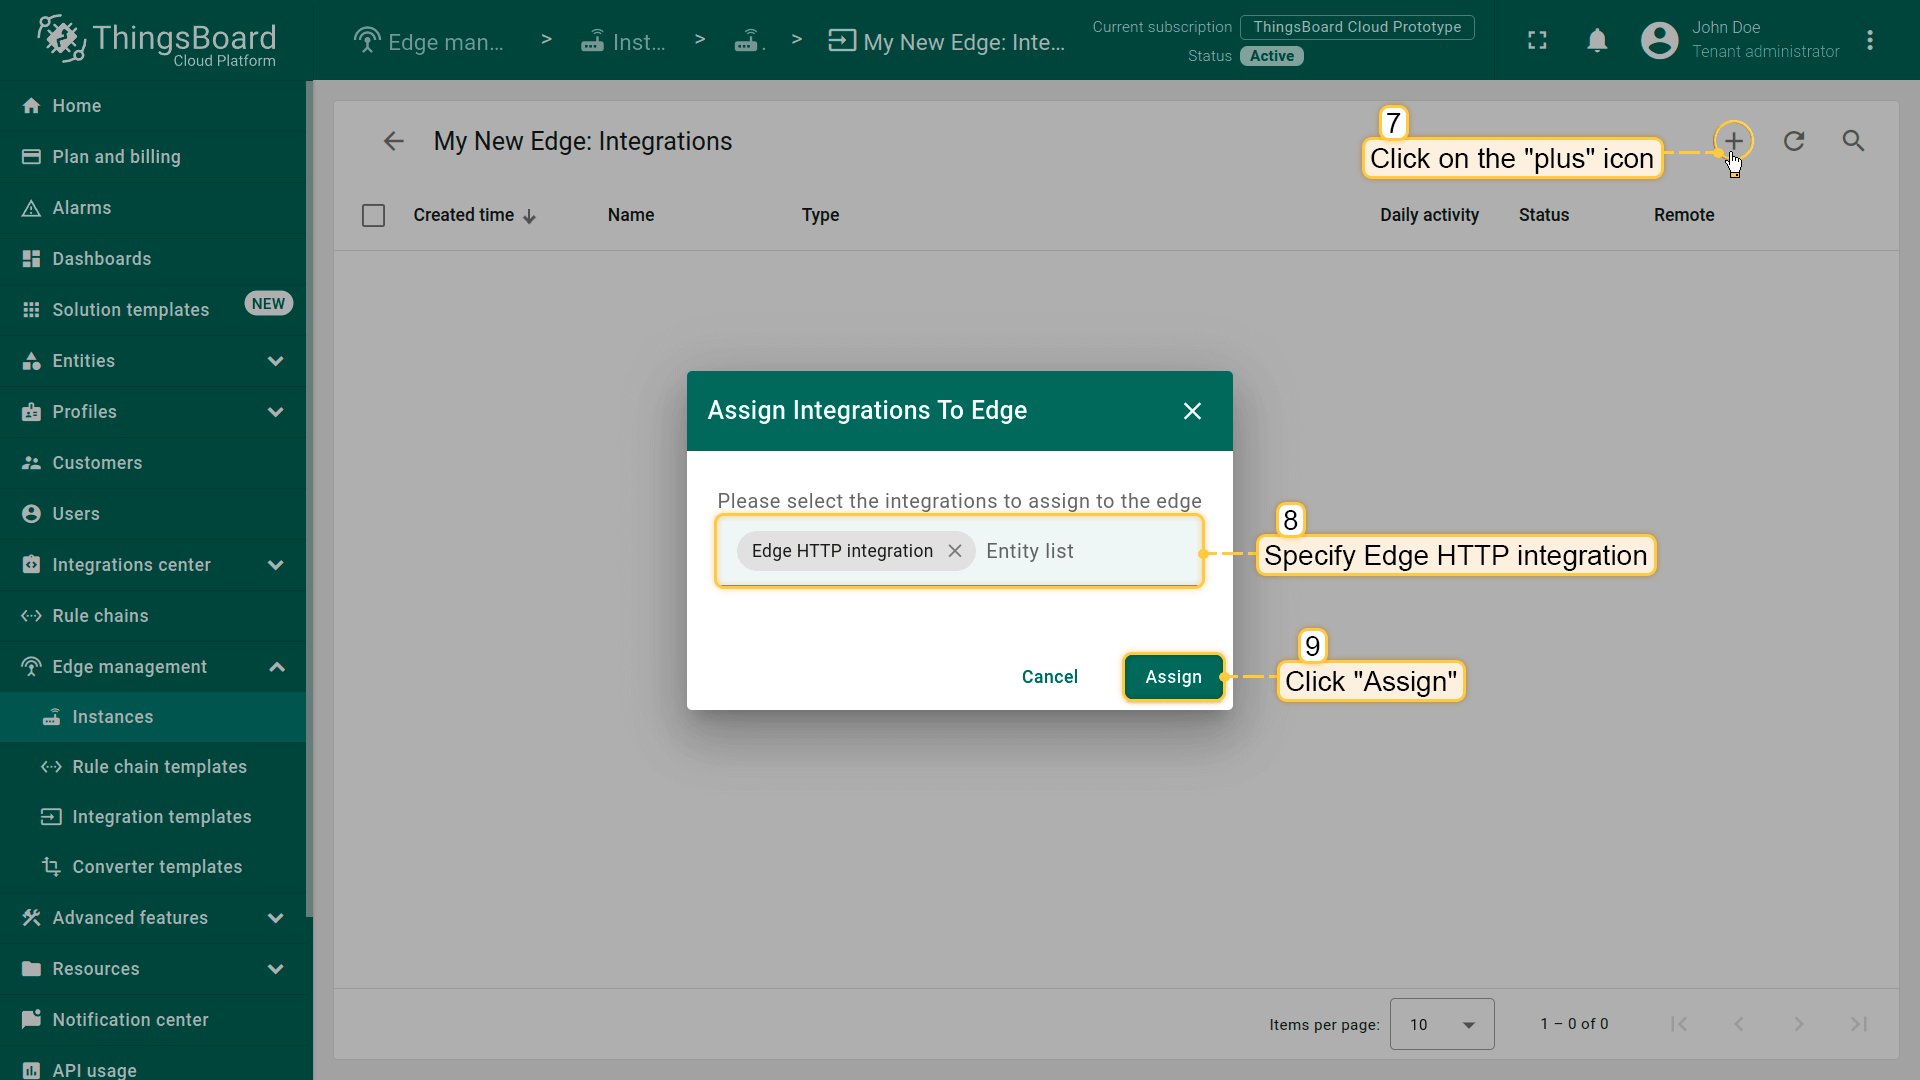 ThingsBoard
Cloud Platform
Edge man... > Inst... > . > My New Edge: Inte...
Current subscription ThingsBoard Cloud Prototype
Status Active
John Doe
Tenant administrator
Home
Plan and billing
Alarms
Dashboards
Solution templates NEW
Entities
Profiles
Customers
Users
Integrations center
Rule chains
Edge management
Instances
Rule chain templates
Integration templates
Converter templates
Advanced features
Resources
Notification center
API usage
My New Edge: Integrations
7
Click on the "plus" icon
Created time Name Type Daily activity Status Remote
Assign Integrations To Edge
Please select the integrations to assign to the edge
Edge HTTP integration Entity list
8
Specify Edge HTTP integration
Cancel Assign
9
Click "Assign"
Items per page: 10 1 – 0 of 0